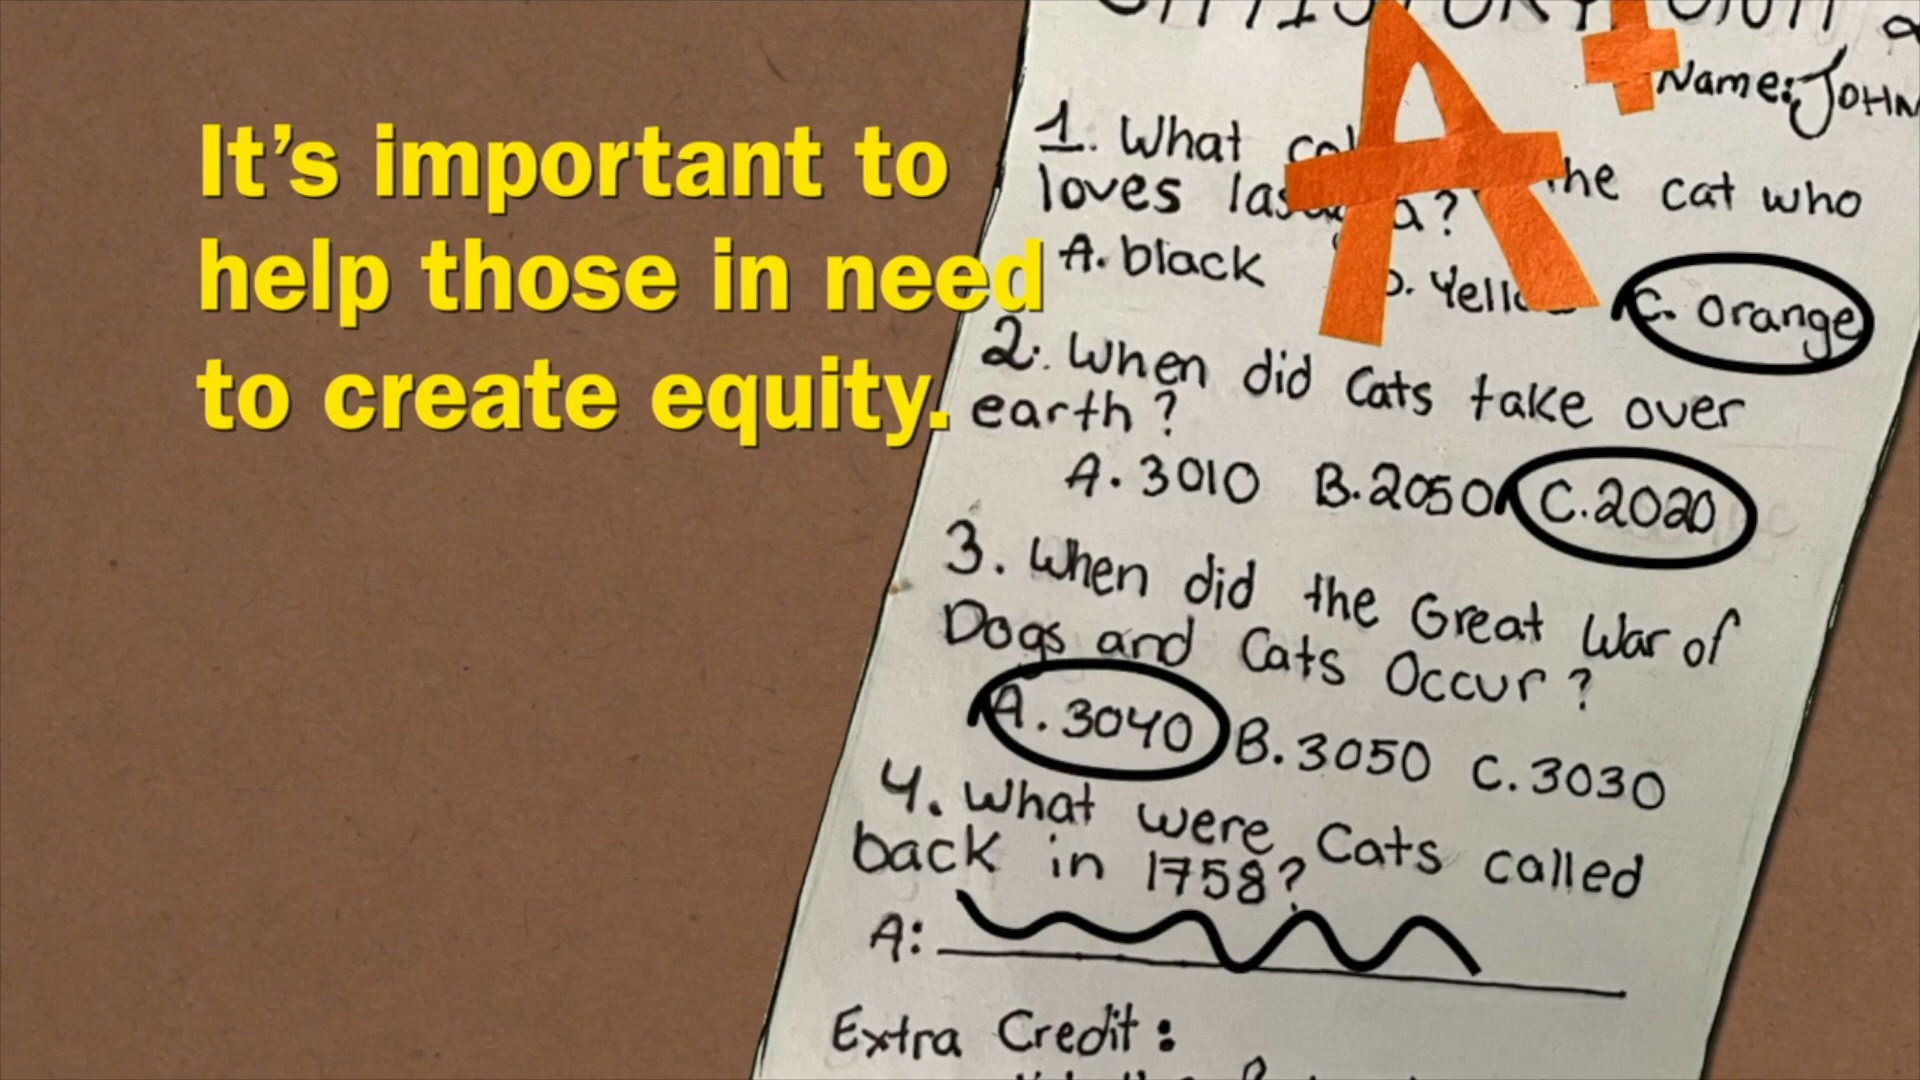 It's important to
help those in need
to create equity.
Name: JOHN
1. What the cat who
loves
A. black C. orange
2. When did Cats take over
earth?
A. 3010 B. 2050 C. 2020
3. When did the Great War of
Dogs and Cats Occur?
A. 3040 B. 3050 C. 3030
4. What were Cats called
back in 1758?
A:
Extra Credit:
A+